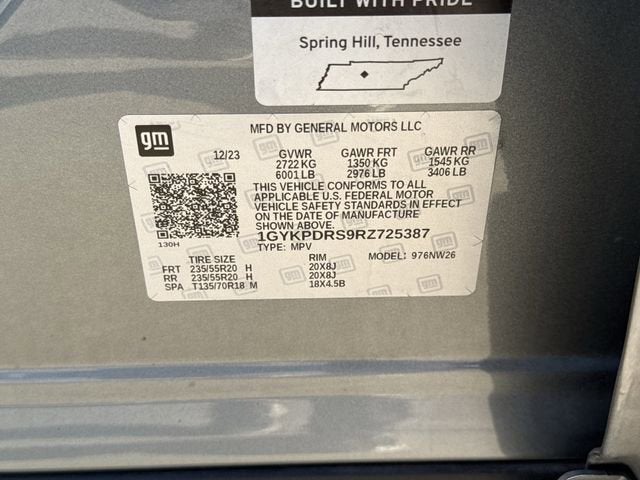 BUILT WITH PRIDE
Spring Hill, Tennessee
gm
MFD BY GENERAL MOTORS LLC
12/23 GVWR GAWR FRT GAWR RR
2722 KG 1350 KG 1545 KG
6001 LB 2976 LB 3406 LB
THIS VEHICLE CONFORMS TO ALL
APPLICABLE U.S. FEDERAL MOTOR
VEHICLE SAFETY STANDARDS IN EFFECT
ON THE DATE OF MANUFACTURE
SHOWN ABOVE.
1GYKPDRS9RZ725387
130H
TYPE: MPV MODEL: 976NW26
TIRE SIZE RIM
FRT 235/55R20 H 20X8J
RR 235/55R20 H 20X8J
SPA T135/70R18 M 18X4.5B